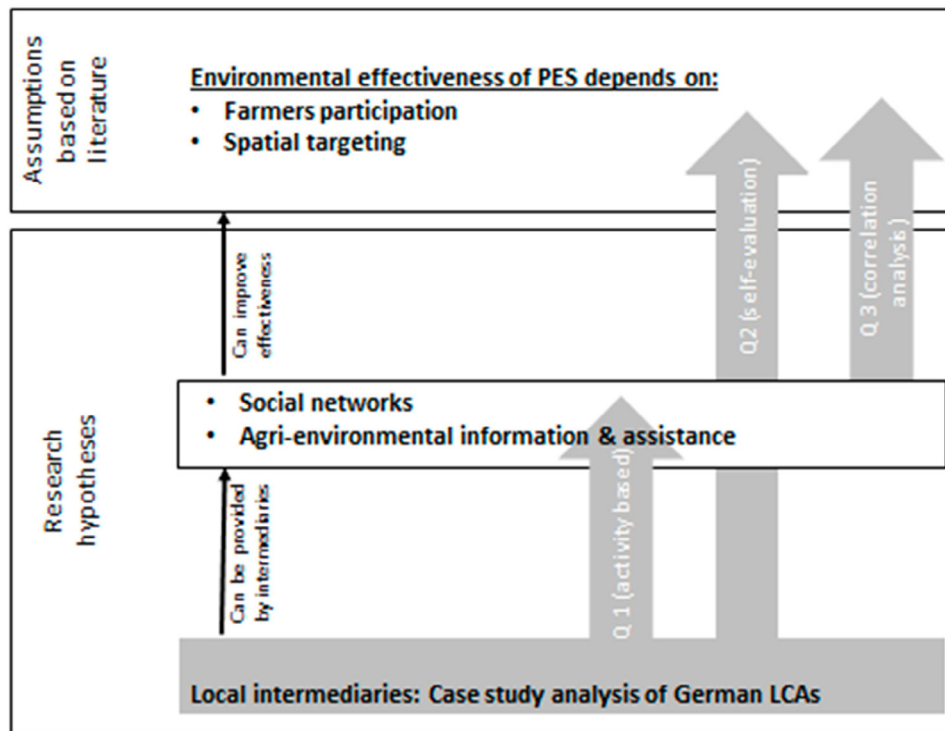 Assumptions
based on
literature
Environmental effectiveness of PES depends on:
• Farmers participation
• Spatial targeting
Research
hypotheses
Can improve
effectiveness
Q2 (self-evaluation)
Q 3 (correlation
analysis)
• Social networks
• Agri-environmental information & assistance
Can be provided
by intermediaries
Q 1 (activity based)
Local intermediaries: Case study analysis of German LCAs